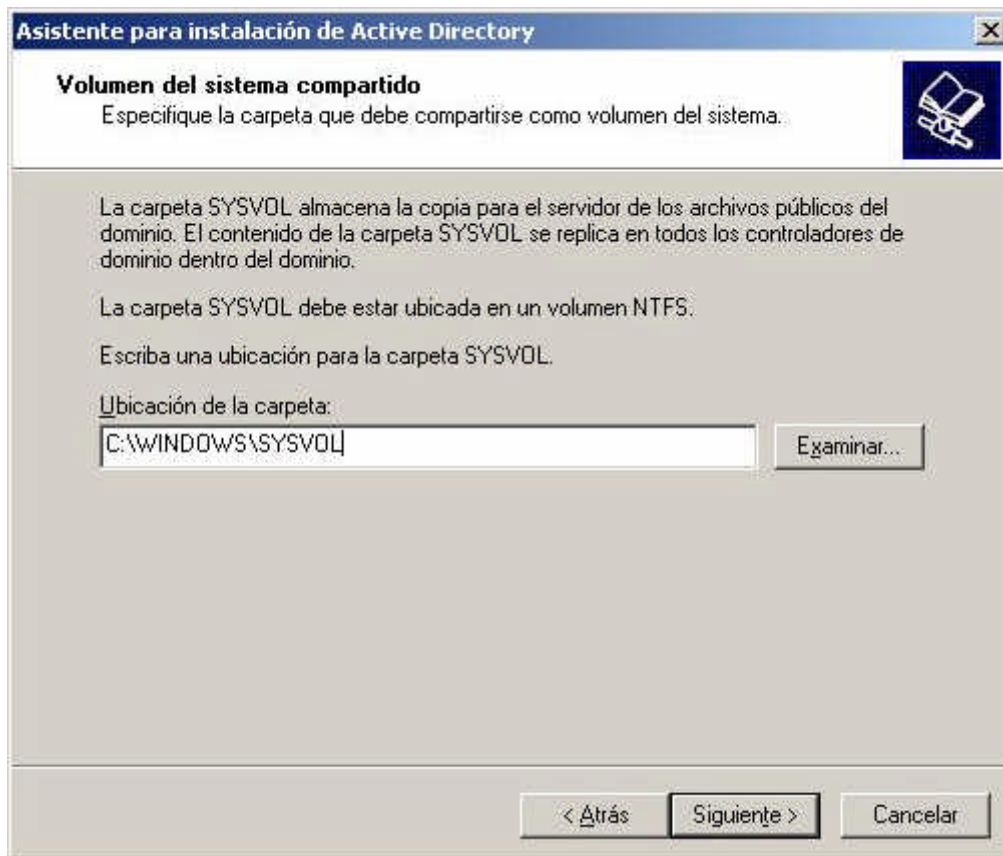 Asistente para instalación de Active Directory
Volumen del sistema compartido
Especifique la carpeta que debe compartirse como volumen del sistema.
La carpeta SYSVOL almacena la copia para el servidor de los archivos públicos del
dominio. El contenido de la carpeta SYSVOL se replica en todos los controladores de
dominio dentro del dominio.
La carpeta SYSVOL debe estar ubicada en un volumen NTFS.
Escriba una ubicación para la carpeta SYSVOL.
Ubicación de la carpeta:
C:\WINDOWS\SYSVOL
Examinar...
< Atrás
Siguiente >
Cancelar